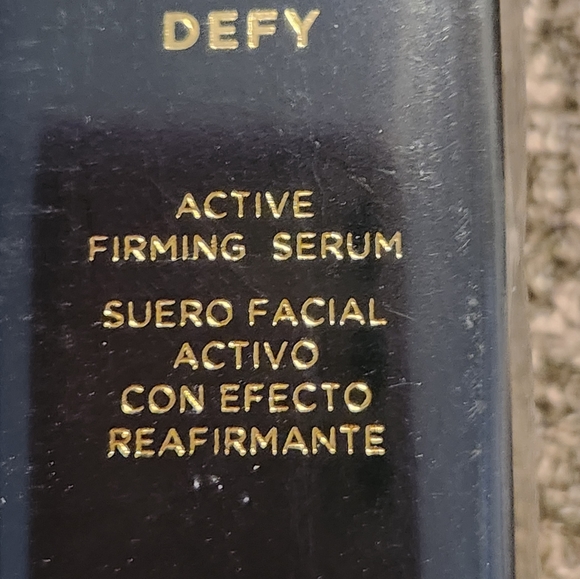 DEFY
ACTIVE
FIRMING SERUM
SUERO FACIAL
ACTIVO
CON EFECTO
REAFIRMANTE